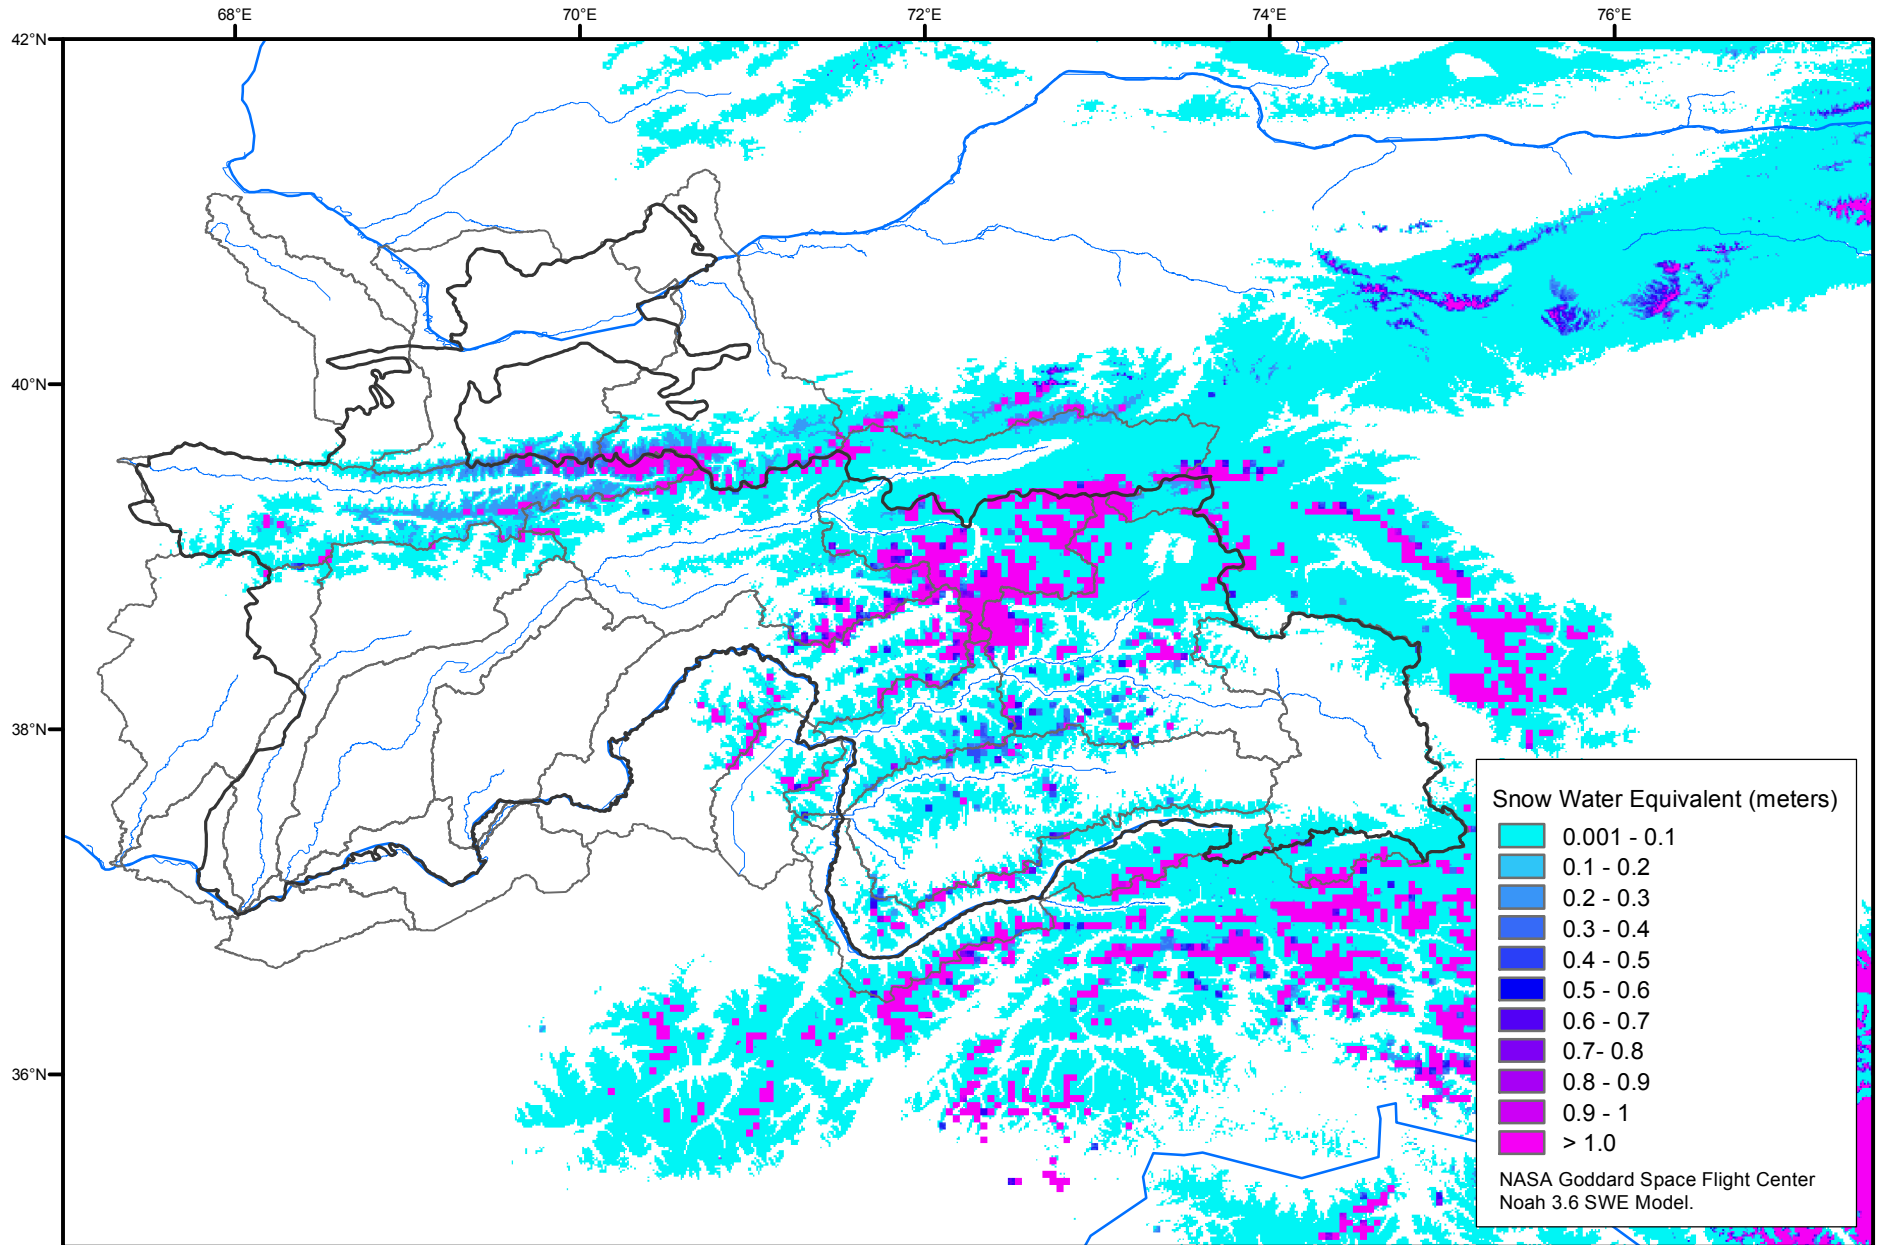 68°E 70°E 72°E 74°E 76°E
42°N
40°N
38°N
36°N
Snow Water Equivalent (meters)
0.001 - 0.1
0.1 - 0.2
0.2 - 0.3
0.3 - 0.4
0.4 - 0.5
0.5 - 0.6
0.6 - 0.7
0.7- 0.8
0.8 - 0.9
0.9 - 1
> 1.0
NASA Goddard Space Flight Center
Noah 3.6 SWE Model.